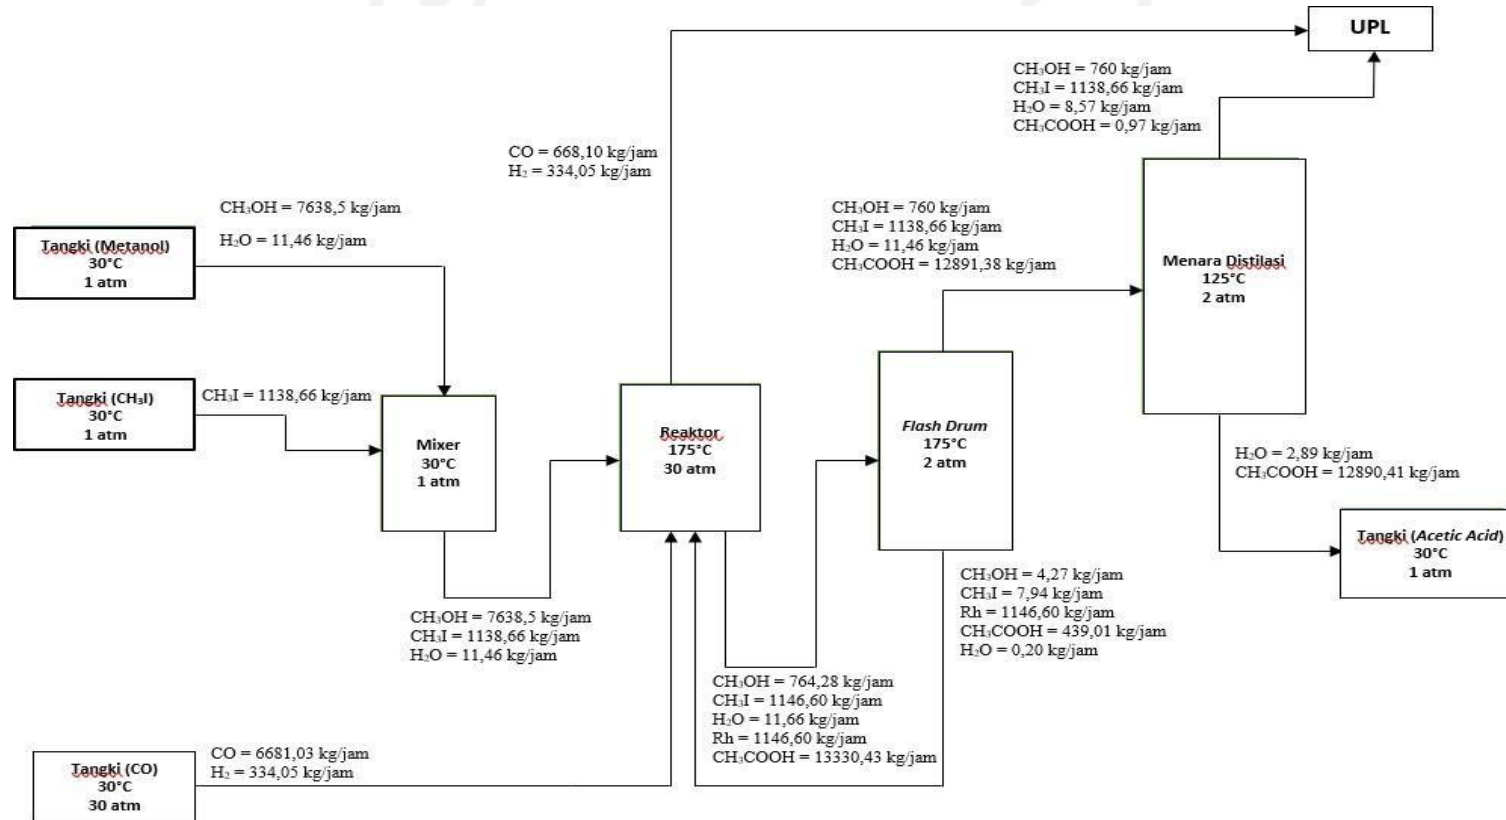 UPL
CH₃OH = 760 kg/jam
CH₃I = 1138,66 kg/jam
H₂O = 8,57 kg/jam
CH₃COOH = 0,97 kg/jam
CO = 668,10 kg/jam
H₂ = 334,05 kg/jam
CH₃OH = 7638,5 kg/jam
H₂O = 11,46 kg/jam
Tangki (Metanol)
30°C
1 atm
CH₃OH = 760 kg/jam
CH₃I = 1138,66 kg/jam
H₂O = 11,46 kg/jam
CH₃COOH = 12891,38 kg/jam
Menara Distilasi
125°C
2 atm
Tangki (CH₃I)
30°C
1 atm
CH₃I = 1138,66 kg/jam
Mixer
30°C
1 atm
Reaktor
175°C
30 atm
Flash Drum
175°C
2 atm
H₂O = 2,89 kg/jam
CH₃COOH = 12890,41 kg/jam
Tangki (Acetic Acid)
30°C
1 atm
CH₃OH = 7638,5 kg/jam
CH₃I = 1138,66 kg/jam
H₂O = 11,46 kg/jam
CH₃OH = 4,27 kg/jam
CH₃I = 7,94 kg/jam
Rh = 1146,60 kg/jam
CH₃COOH = 439,01 kg/jam
H₂O = 0,20 kg/jam
CH₃OH = 764,28 kg/jam
CH₃I = 1146,60 kg/jam
H₂O = 11,66 kg/jam
Rh = 1146,60 kg/jam
CH₃COOH = 13330,43 kg/jam
Tangki (CO)
30°C
30 atm
CO = 6681,03 kg/jam
H₂ = 334,05 kg/jam